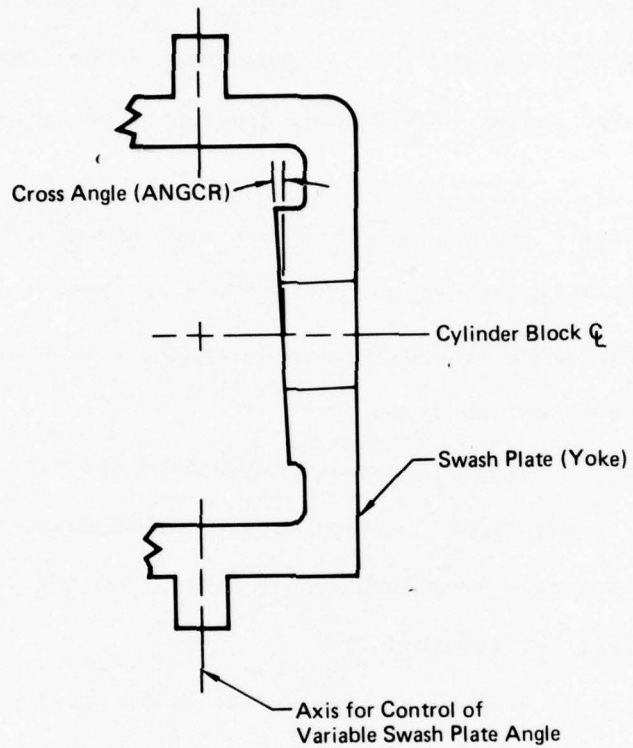 Cross Angle (ANGCR)
Cylinder Block ℄
Swash Plate (Yoke)
Axis for Control of
Variable Swash Plate Angle